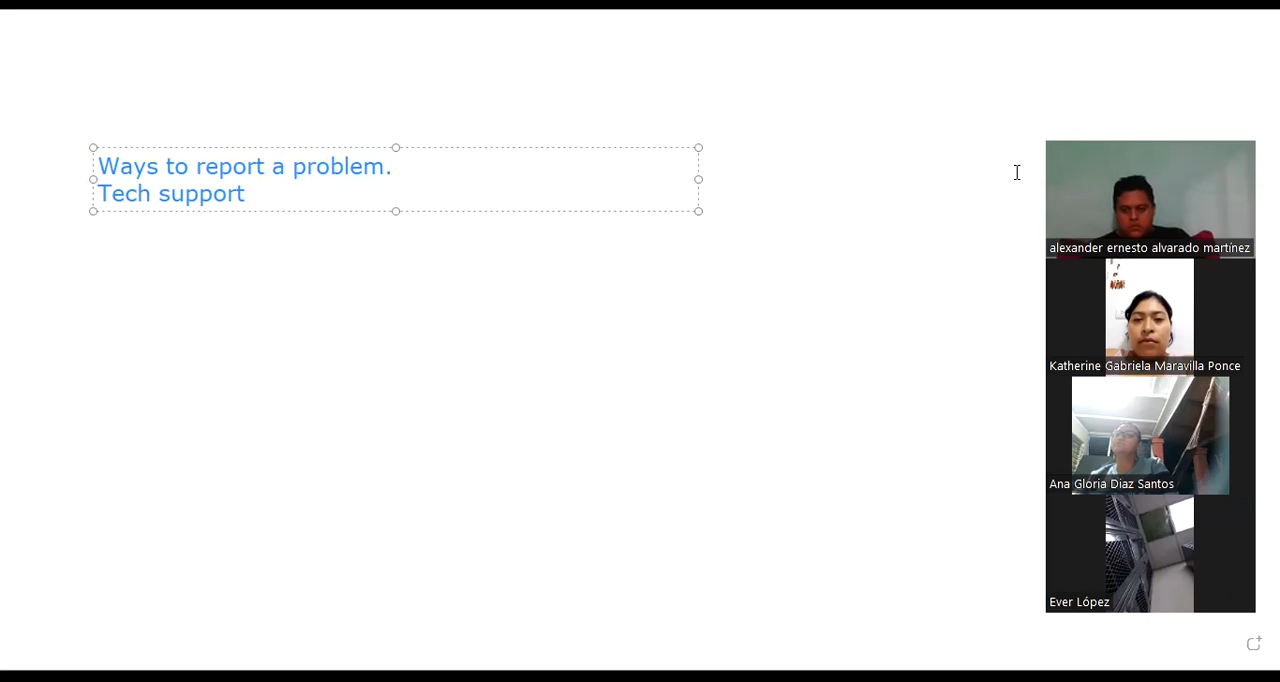 Ways to report a problem.
Tech support
alexander ernesto alvarado martínez
Katherine Gabriela Maravilla Ponce
Ana Gloria Diaz Santos
Ever López